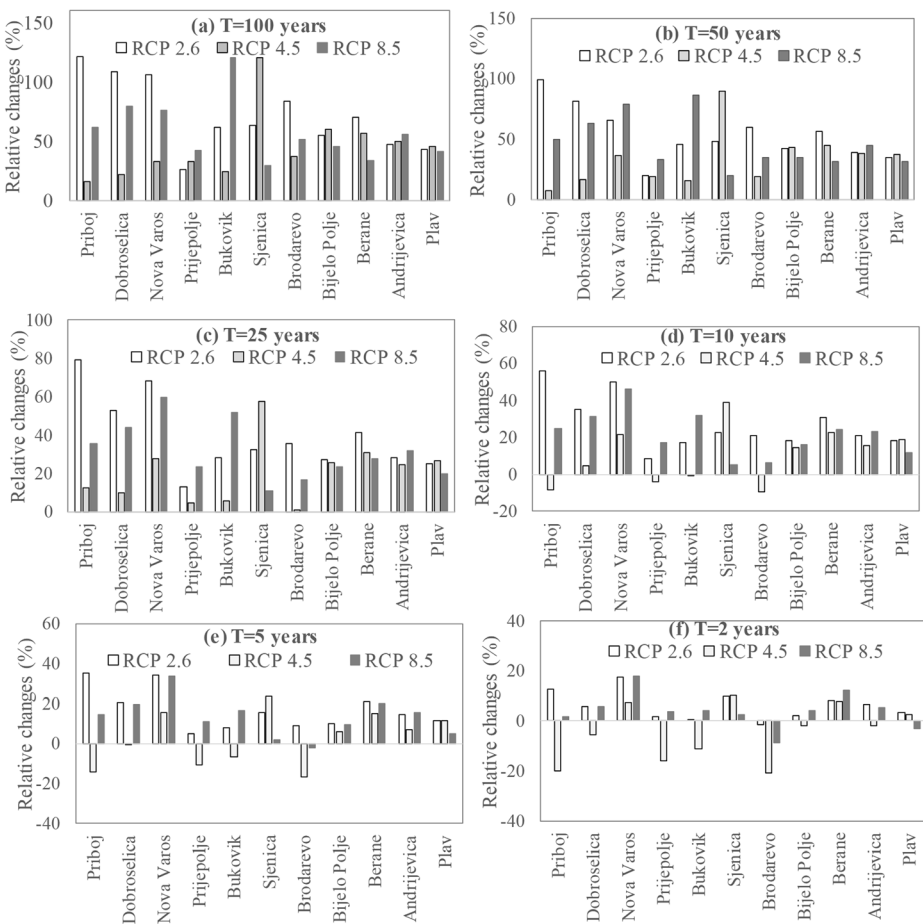 (a) T=100 years
RCP 2.6 RCP 4.5 RCP 8.5
Relative changes (%)
150
100
50
0
Priboj
Dobroselica
Nova Varos
Prijepolje
Bukovik
Sjenica
Brodarevo
Bijelo Polje
Berane
Andrijevica
Plav
(b) T=50 years
RCP 2.6 RCP 4.5 RCP 8.5
Relative changes (%)
150
100
50
0
Priboj
Dobroselica
Nova Varos
Prijepolje
Bukovik
Sjenica
Brodarevo
Bijelo Polje
Berane
Andrijevica
Plav
(c) T=25 years
RCP 2.6 RCP 4.5 RCP 8.5
Relative changes (%)
100
80
60
40
20
0
Priboj
Dobroselica
Nova Varos
Prijepolje
Bukovik
Sjenica
Brodarevo
Bijelo Polje
Berane
Andrijevica
Plav
(d) T=10 years
RCP 2.6 RCP 4.5 RCP 8.5
Relative changes (%)
80
60
40
20
0
-20
Priboj
Dobroselica
Nova Varos
Prijepolje
Bukovik
Sjenica
Brodarevo
Bijelo Polje
Berane
Andrijevica
Plav
(e) T=5 years
RCP 2.6 RCP 4.5 RCP 8.5
Relative changes (%)
60
40
20
0
-20
-40
Priboj
Dobroselica
Nova Varos
Prijepolje
Bukovik
Sjenica
Brodarevo
Bijelo Polje
Berane
Andrijevica
Plav
(f) T=2 years
RCP 2.6 RCP 4.5 RCP 8.5
Relative changes (%)
40
20
0
-20
-40
Priboj
Dobroselica
Nova Varos
Prijepolje
Bukovik
Sjenica
Brodarevo
Bijelo Polje
Berane
Andrijevica
Plav